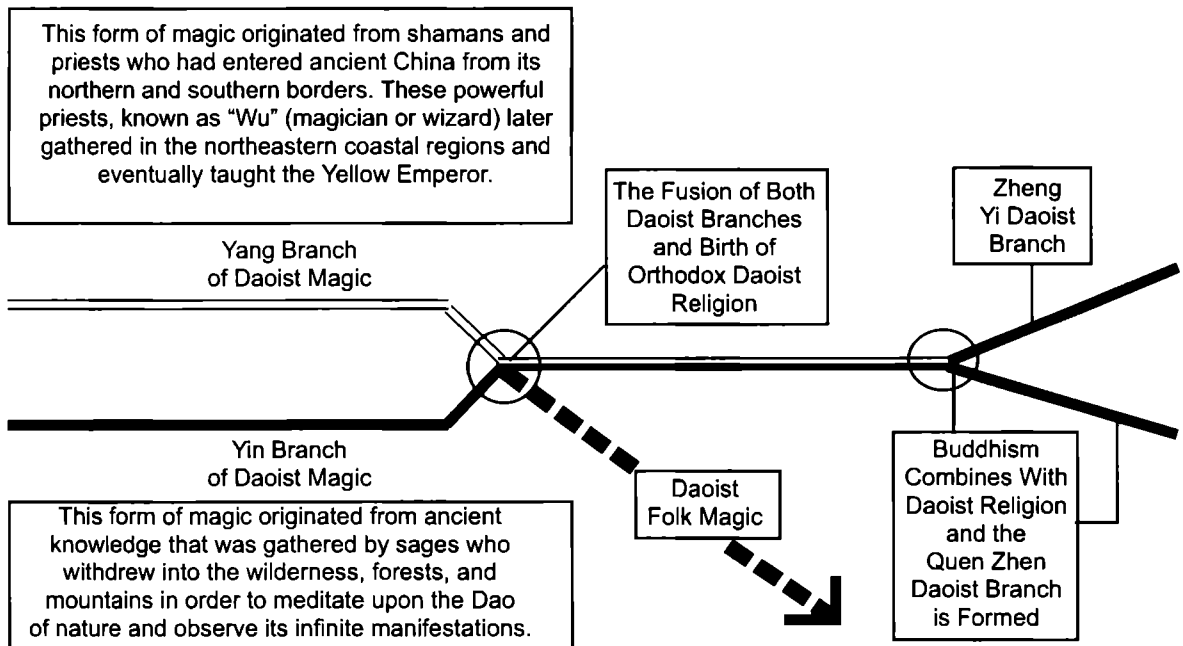 This form of magic originated from shamans and
priests who had entered ancient China from its
northern and southern borders. These powerful
priests, known as "Wu" (magician or wizard) later
gathered in the northeastern coastal regions and
eventually taught the Yellow Emperor.
Yang Branch
of Daoist Magic
The Fusion of Both
Daoist Branches
and Birth of
Orthodox Daoist
Religion
Zheng
Yi Daoist
Branch
Yin Branch
of Daoist Magic
This form of magic originated from ancient
knowledge that was gathered by sages who
withdrew into the wilderness, forests, and
mountains in order to meditate upon the Dao
of nature and observe its infinite manifestations.
Daoist
Folk Magic
Buddhism
Combines With
Daoist Religion
and the
Quen Zhen
Daoist Branch
is Formed